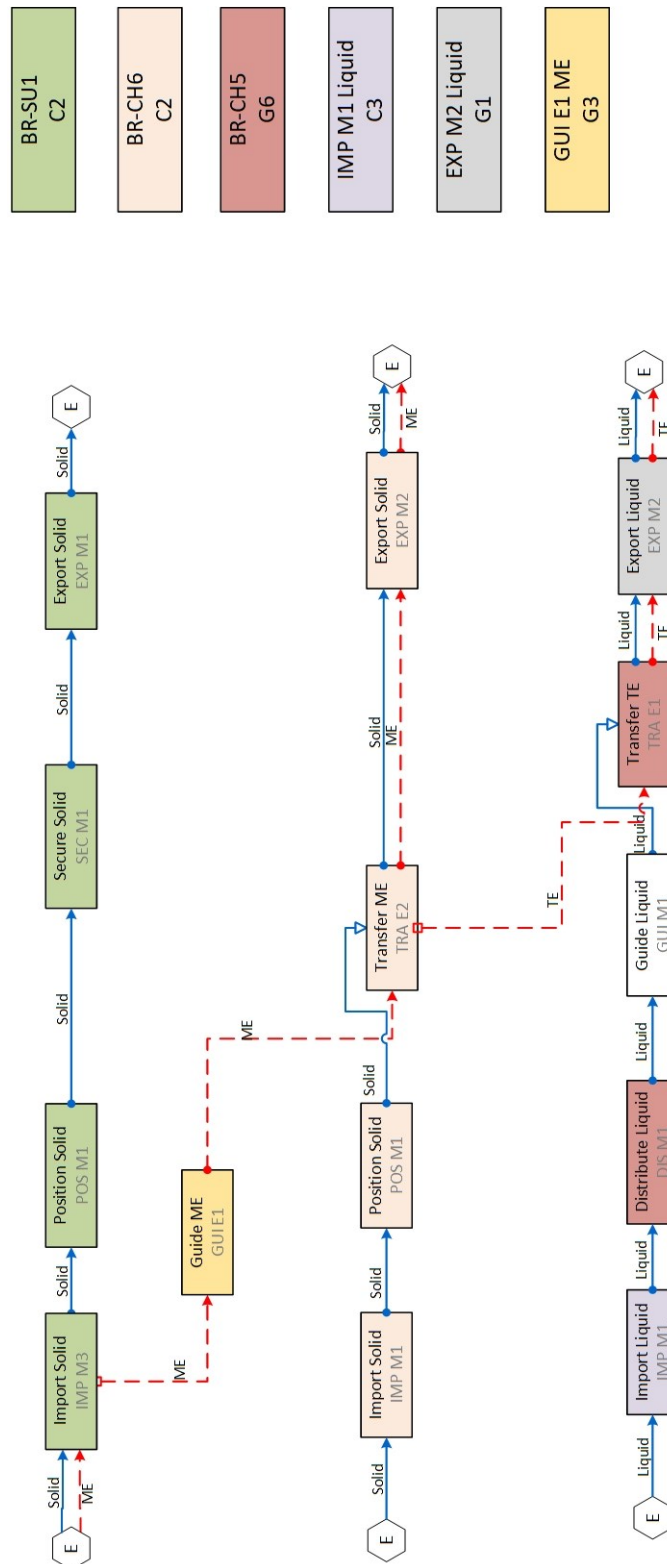 BR-SU1
C2
BR-CH6
C2
BR-CH5
G6
IMP M1 Liquid
C3
EXP M2 Liquid
G1
GUI E1 ME
G3
E
Solid
ME
Import Solid
IMP M3
Solid
Position Solid
POS M1
Solid
Secure Solid
SEC M1
Solid
Export Solid
EXP M1
Solid
E
ME
Guide ME
GUI E1
ME
E
Solid
Import Solid
IMP M1
Solid
Position Solid
POS M1
Solid
Transfer ME
TRA E2
Solid
ME
Export Solid
EXP M2
Solid
ME
E
TE
E
Liquid
Import Liquid
IMP M1
Liquid
Distribute Liquid
DIS M1
Liquid
Guide Liquid
GUI M1
Liquid
Transfer TE
TRA E1
Liquid
TE
Export Liquid
EXP M2
Liquid
TE
E